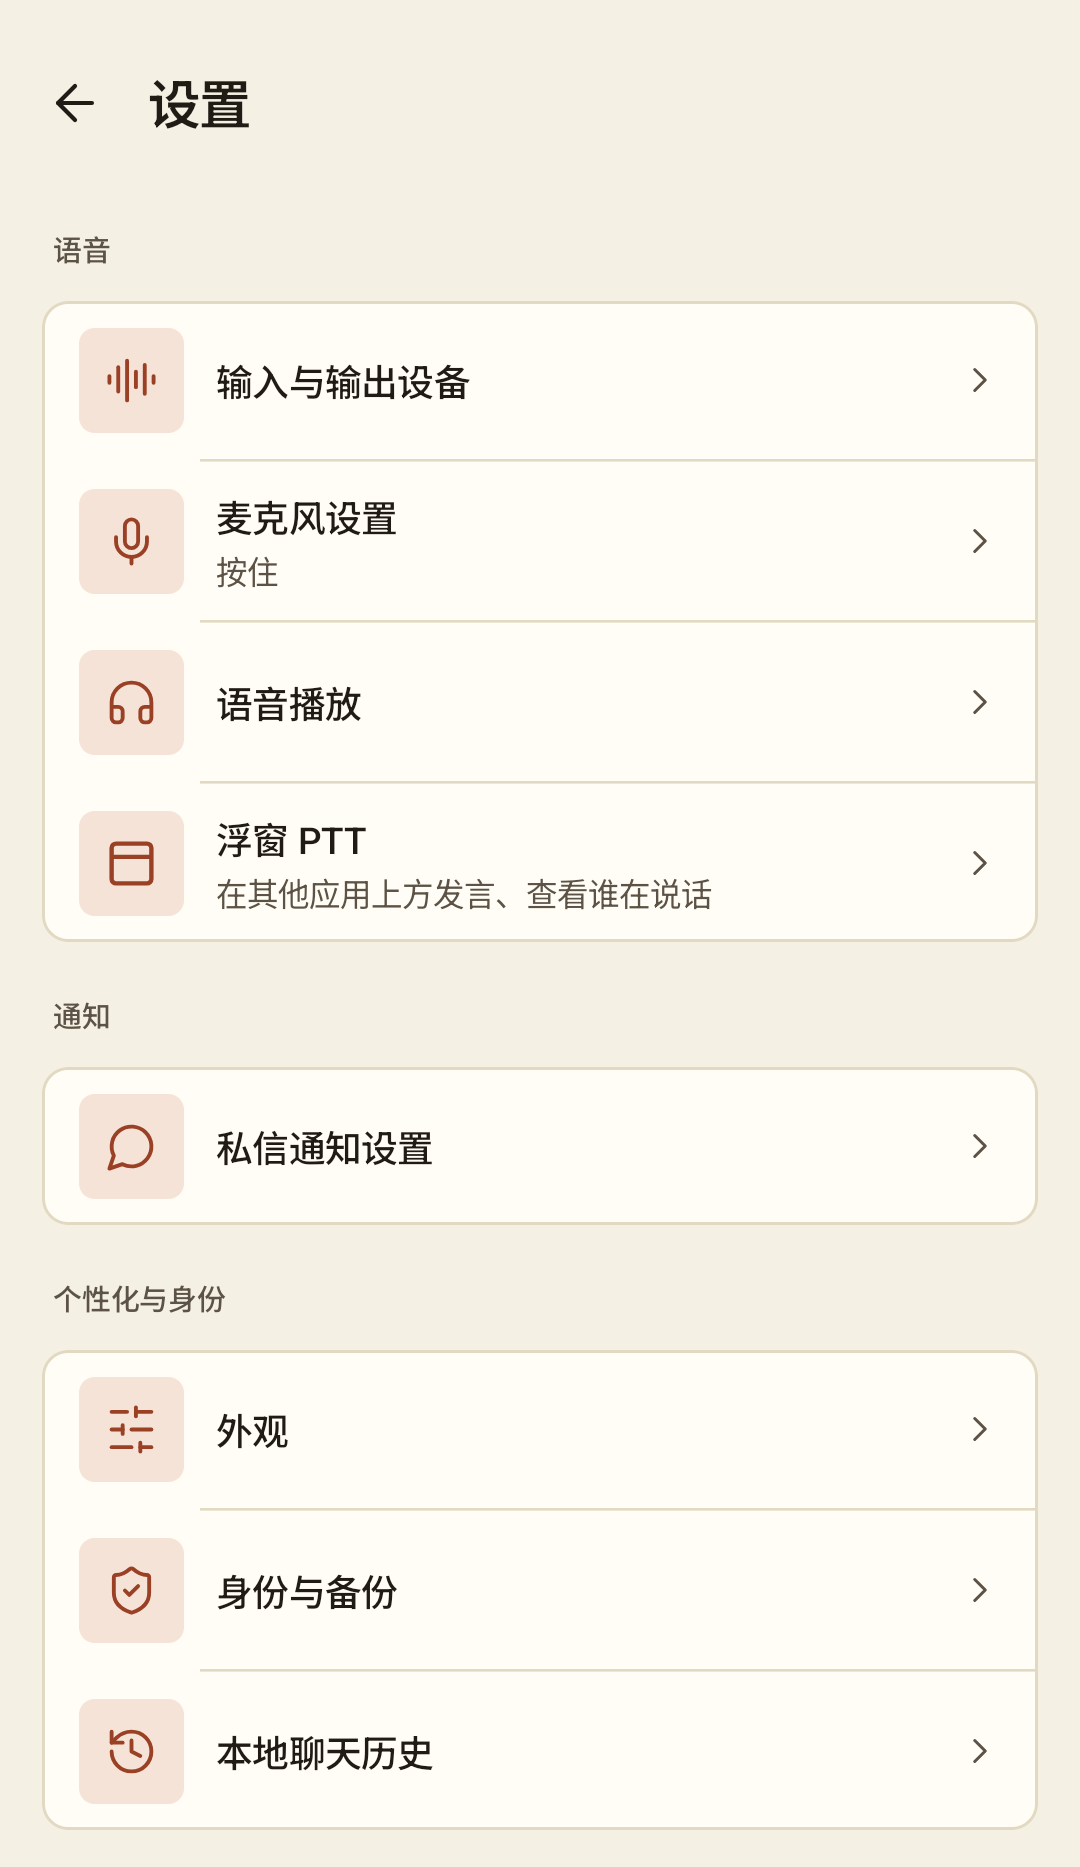 设置
语音
输入与输出设备
麦克风设置
按住
语音播放
浮窗 PTT
在其他应用上方发言、查看谁在说话
通知
私信通知设置
个性化与身份
外观
身份与备份
本地聊天历史